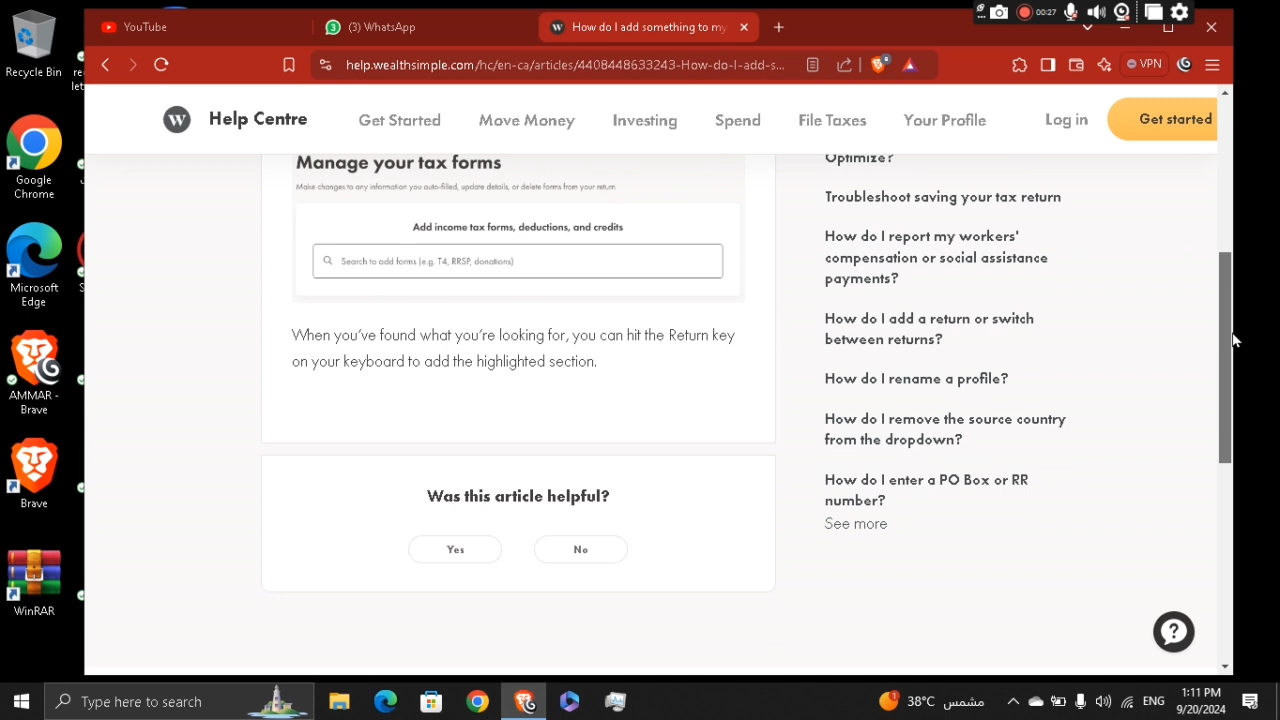 Recycle Bin
Google
Chrome
Microsoft
Edge
AMMAR -
Brave
Brave
WinRAR
YouTube
(3) WhatsApp
How do I add something to my
00:27
help.wealthsimple.com/hc/en-ca/articles/4408448633243-How-do-I-add-s...
VPN
W Help Centre
Get Started
Move Money
Investing
Spend
File Taxes
Your Profile
Log in
Get started
Manage your tax forms
Make changes to any information you auto-filled, update details, or delete forms from your return
Add income tax forms, deductions, and credits
Search to add forms (e.g. T4, RRSP, donations)
When you've found what you're looking for, you can hit the Return key
on your keyboard to add the highlighted section.
Was this article helpful?
Yes
No
Optimize?
Troubleshoot saving your tax return
How do I report my workers'
compensation or social assistance
payments?
How do I add a return or switch
between returns?
How do I rename a profile?
How do I remove the source country
from the dropdown?
How do I enter a PO Box or RR
number?
See more
Type here to search
38°C مشمس
ENG
1:11 PM
9/20/2024